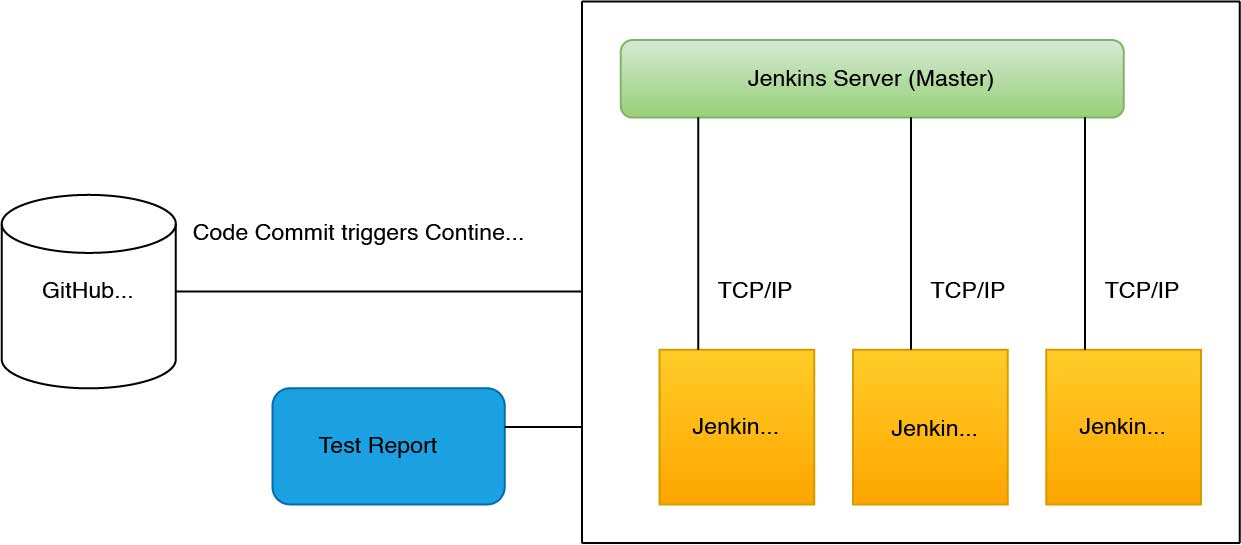 Jenkins Server (Master)
Code Commit triggers Contine...
GitHub...
TCP/IP
TCP/IP
TCP/IP
Test Report
Jenkin...
Jenkin...
Jenkin...